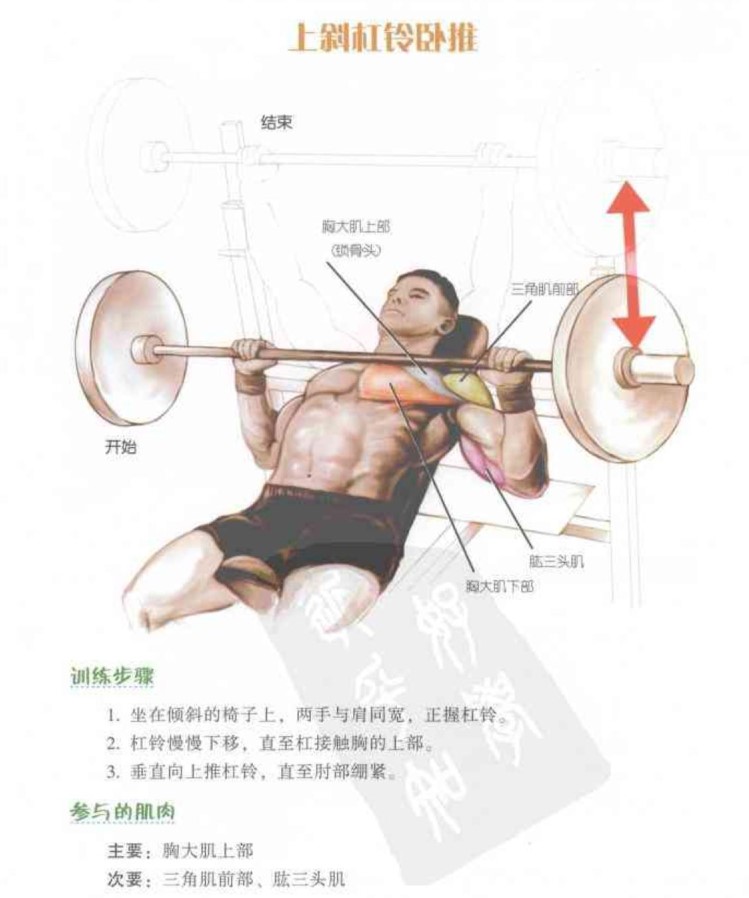 上斜杠铃卧推
结束
胸大肌上部
(锁骨头)
三角肌前部
开始
肱三头肌
胸大肌下部
训练步骤
1. 坐在倾斜的椅子上，两手与肩同宽，正握杠铃。
2. 杠铃慢慢下移，直至杠接触胸的上部。
3. 垂直向上推杠铃，直至肘部绷紧。
参与的肌肉
主要：胸大肌上部
次要：三角肌前部、肱三头肌